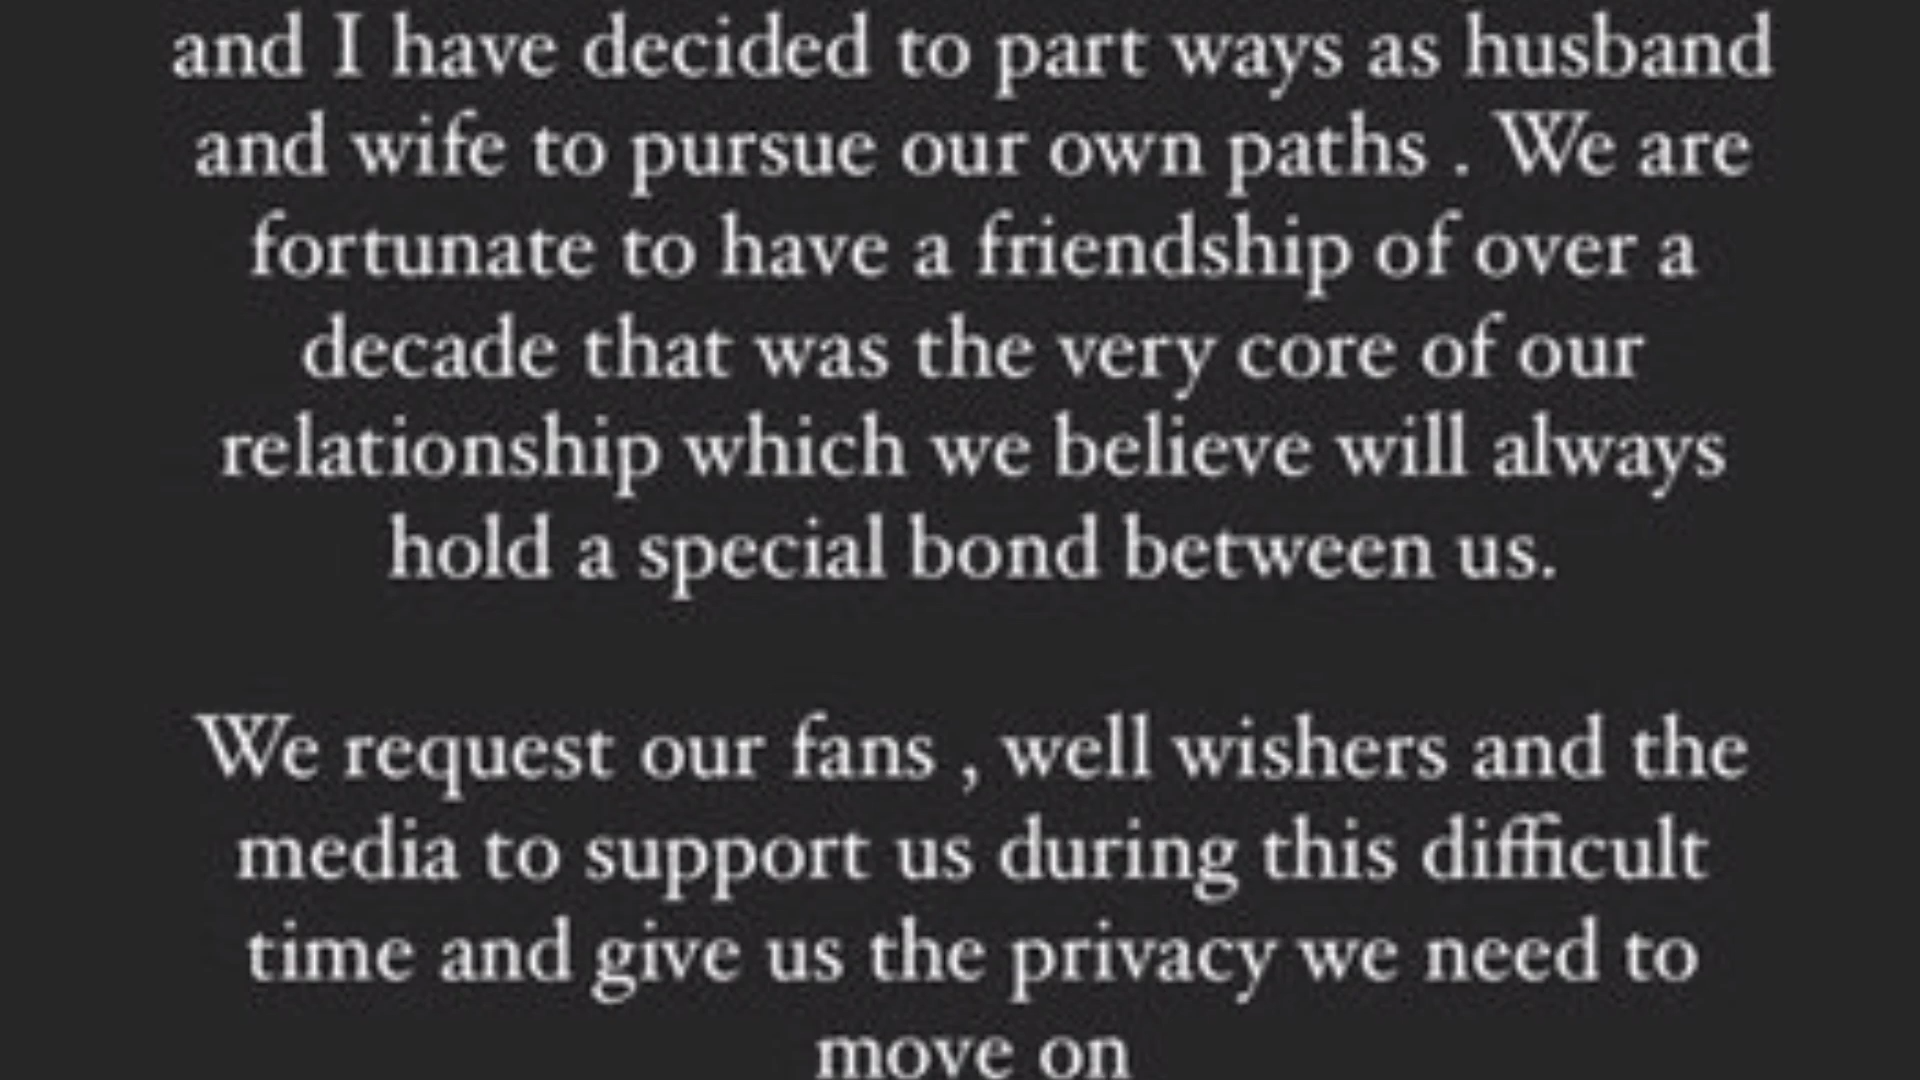 and I have decided to part ways as husband
and wife to pursue our own paths . We are
fortunate to have a friendship of over a
decade that was the very core of our
relationship which we believe will always
hold a special bond between us.
We request our fans , well wishers and the
media to support us during this difficult
time and give us the privacy we need to
move on